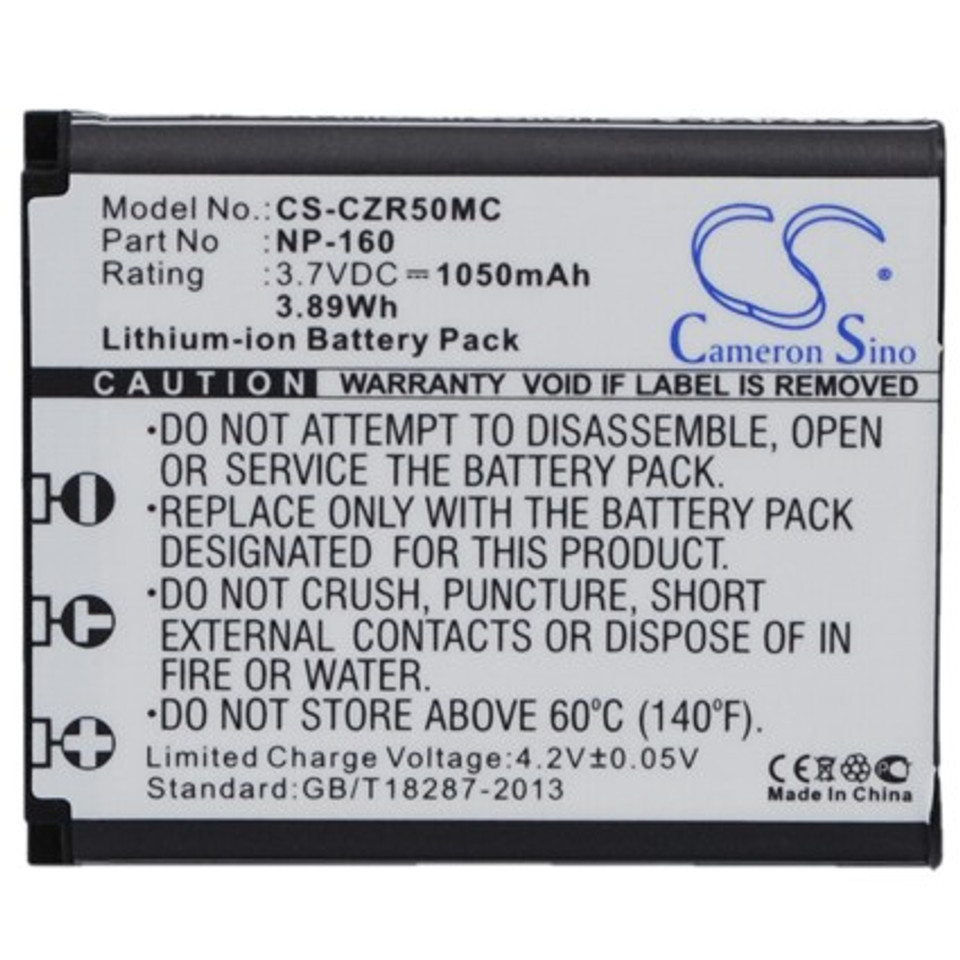 Model No.: CS-CZR50MC
Part No : NP-160
Rating : 3.7VDC ⎓ 1050mAh
3.89Wh
Lithium-ion Battery Pack
CS ®
Cameron Sino
CAUTION WARRANTY VOID IF LABEL IS REMOVED
•DO NOT ATTEMPT TO DISASSEMBLE, OPEN
OR SERVICE THE BATTERY PACK.
•REPLACE ONLY WITH THE BATTERY PACK
DESIGNATED FOR THIS PRODUCT.
•DO NOT CRUSH, PUNCTURE, SHORT
EXTERNAL CONTACTS OR DISPOSE OF IN
FIRE OR WATER.
•DO NOT STORE ABOVE 60°C (140°F).
Limited Charge Voltage:4.2V±0.05V
Standard:GB/T18287-2013
− C +
CE
Made In China